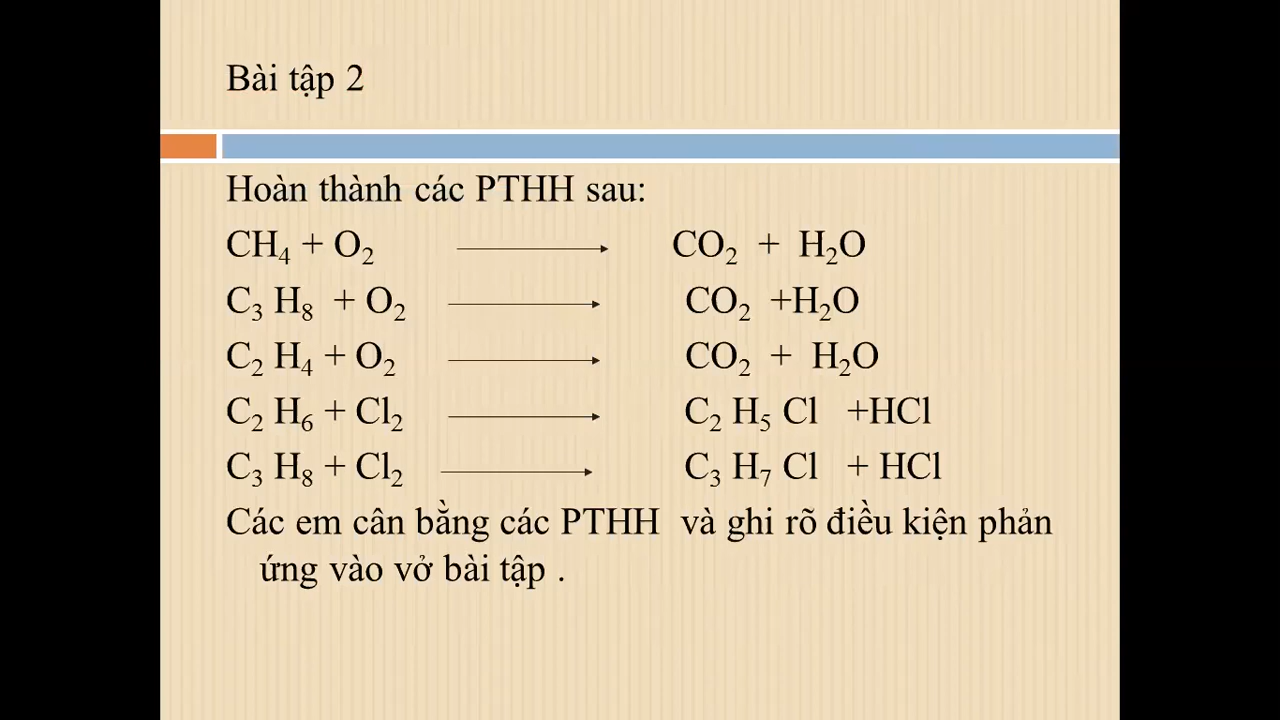 Bài tập 2
Hoàn thành các PTHH sau:
CH₄ + O₂ → CO₂ + H₂O
C₃ H₈ + O₂ → CO₂ +H₂O
C₂ H₄ + O₂ → CO₂ + H₂O
C₂ H₆ + Cl₂ → C₂ H₅ Cl +HCl
C₃ H₈ + Cl₂ → C₃ H₇ Cl + HCl
Các em cân bằng các PTHH và ghi rõ điều kiện phản
ứng vào vở bài tập .